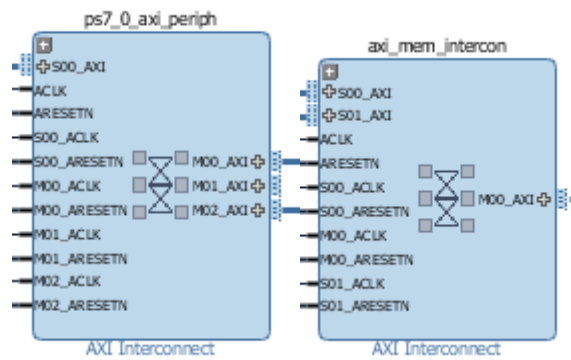 ps7_0_axi_periph
S00_AXI
ACLK
ARESETN
S00_ACLK
S00_ARESETN
M00_ACLK
M00_ARESETN
M01_ACLK
M01_ARESETN
M02_ACLK
M02_ARESETN
M00_AXI
M01_AXI
M02_AXI
AXI Interconnect
axi_mem_intercon
S00_AXI
S01_AXI
ACLK
ARESETN
S00_ACLK
S00_ARESETN
M00_ACLK
M00_ARESETN
S01_ACLK
S01_ARESETN
M00_AXI
AXI Interconnect